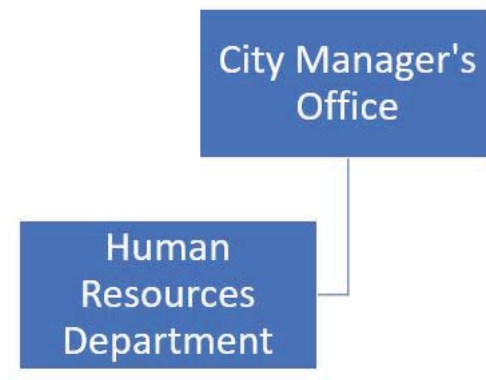 City Manager's
Office
Human
Resources
Department